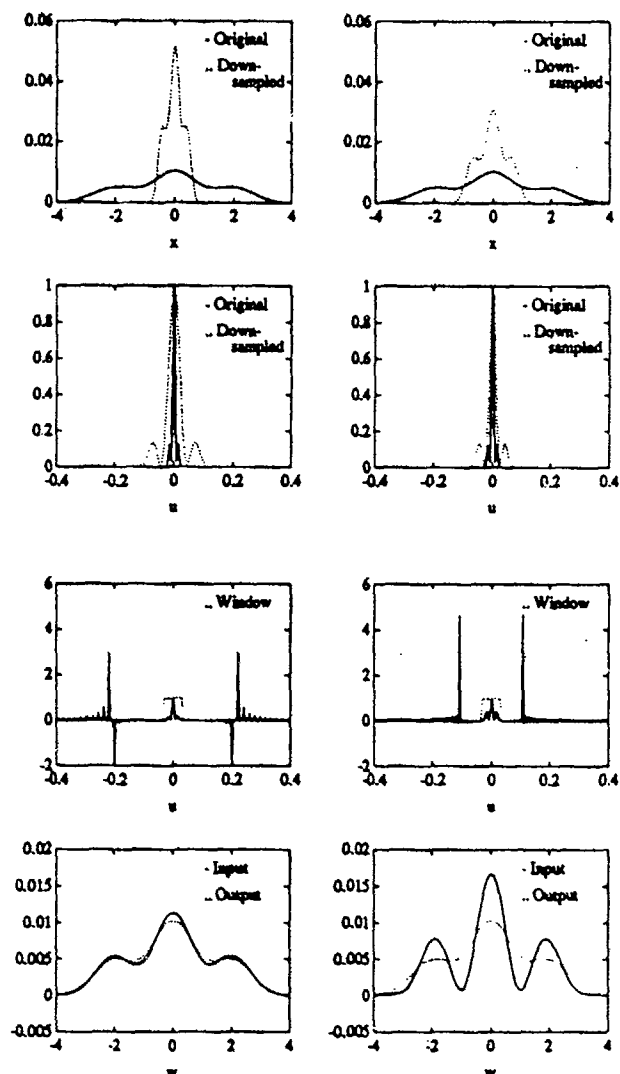 0.06
0.04
0.02
0
-4 -2 0 2 4
x
- Original
... Down-
sampled
0.06
0.04
0.02
0
-4 -2 0 2 4
x
- Original
... Down-
sampled
1
0.8
0.6
0.4
0.2
0
-0.4 -0.2 0 0.2 0.4
u
- Original
... Down-
sampled
1
0.8
0.6
0.4
0.2
0
-0.4 -0.2 0 0.2 0.4
u
- Original
... Down-
sampled
6
4
2
0
-2
-0.4 -0.2 0 0.2 0.4
u
... Window
6
4
2
0
-2
-0.4 -0.2 0 0.2 0.4
u
... Window
0.02
0.015
0.01
0.005
0
-0.005
-4 -2 0 2 4
w
- Input
... Output
0.02
0.015
0.01
0.005
0
-0.005
-4 -2 0 2 4
w
- Input
... Output